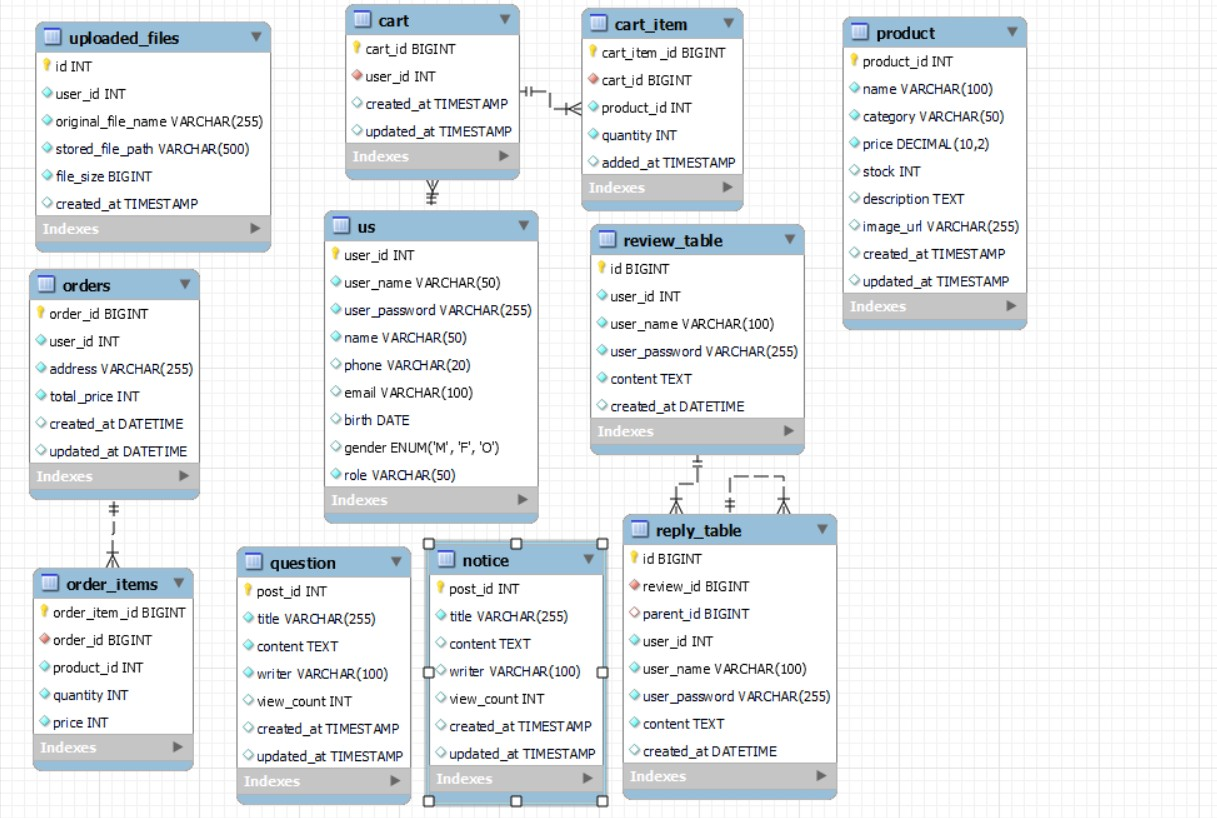 uploaded_files
id INT
user_id INT
original_file_name VARCHAR(255)
stored_file_path VARCHAR(500)
file_size BIGINT
created_at TIMESTAMP
Indexes
cart
cart_id BIGINT
user_id INT
created_at TIMESTAMP
updated_at TIMESTAMP
Indexes
cart_item
cart_item_id BIGINT
cart_id BIGINT
product_id INT
quantity INT
added_at TIMESTAMP
Indexes
product
product_id INT
name VARCHAR(100)
category VARCHAR(50)
price DECIMAL(10,2)
stock INT
description TEXT
image_url VARCHAR(255)
created_at TIMESTAMP
updated_at TIMESTAMP
Indexes
orders
order_id BIGINT
user_id INT
address VARCHAR(255)
total_price INT
created_at DATETIME
updated_at DATETIME
Indexes
us
user_id INT
user_name VARCHAR(50)
user_password VARCHAR(255)
name VARCHAR(50)
phone VARCHAR(20)
email VARCHAR(100)
birth DATE
gender ENUM('M', 'F', 'O')
role VARCHAR(50)
Indexes
review_table
id BIGINT
user_id INT
user_name VARCHAR(100)
user_password VARCHAR(255)
content TEXT
created_at DATETIME
Indexes
order_items
order_item_id BIGINT
order_id BIGINT
product_id INT
quantity INT
price INT
Indexes
question
post_id INT
title VARCHAR(255)
content TEXT
writer VARCHAR(100)
view_count INT
created_at TIMESTAMP
updated_at TIMESTAMP
Indexes
notice
post_id INT
title VARCHAR(255)
content TEXT
writer VARCHAR(100)
view_count INT
created_at TIMESTAMP
updated_at TIMESTAMP
Indexes
reply_table
id BIGINT
review_id BIGINT
parent_id BIGINT
user_id INT
user_name VARCHAR(100)
user_password VARCHAR(255)
content TEXT
created_at DATETIME
Indexes